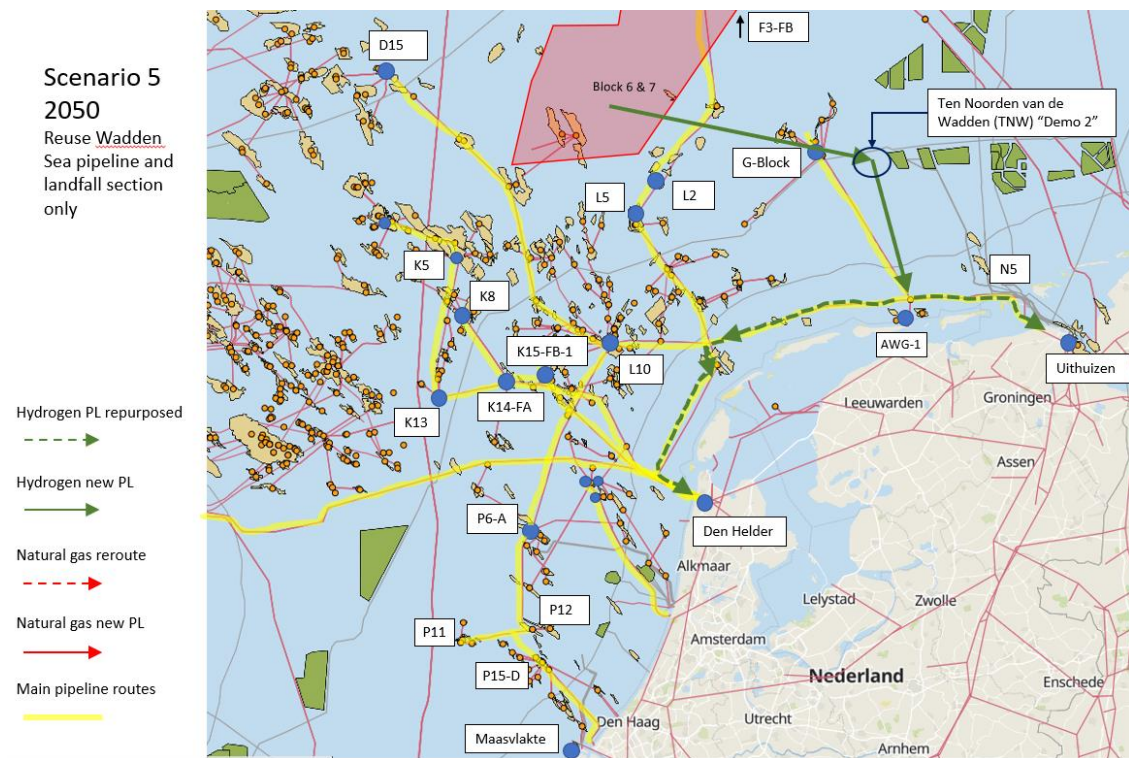 Scenario 5
2050
Reuse Wadden
Sea pipeline and
landfall section
only
Hydrogen PL repurposed
Hydrogen new PL
Natural gas reroute
Natural gas new PL
Main pipeline routes
D15
F3-FB
Block 6 & 7
Ten Noorden van de
Wadden (TNW) “Demo 2”
G-Block
L2
L5
N5
K5
K8
K15-FB-1
L10
AWG-1
Uithuizen
K14-FA
K13
Leeuwarden
Groningen
Assen
P6-A
Den Helder
Alkmaar
Lelystad
Zwolle
P12
P11
Amsterdam
P15-D
Nederland
Enschede
Den Haag
Utrecht
Maasvlakte
Arnhem